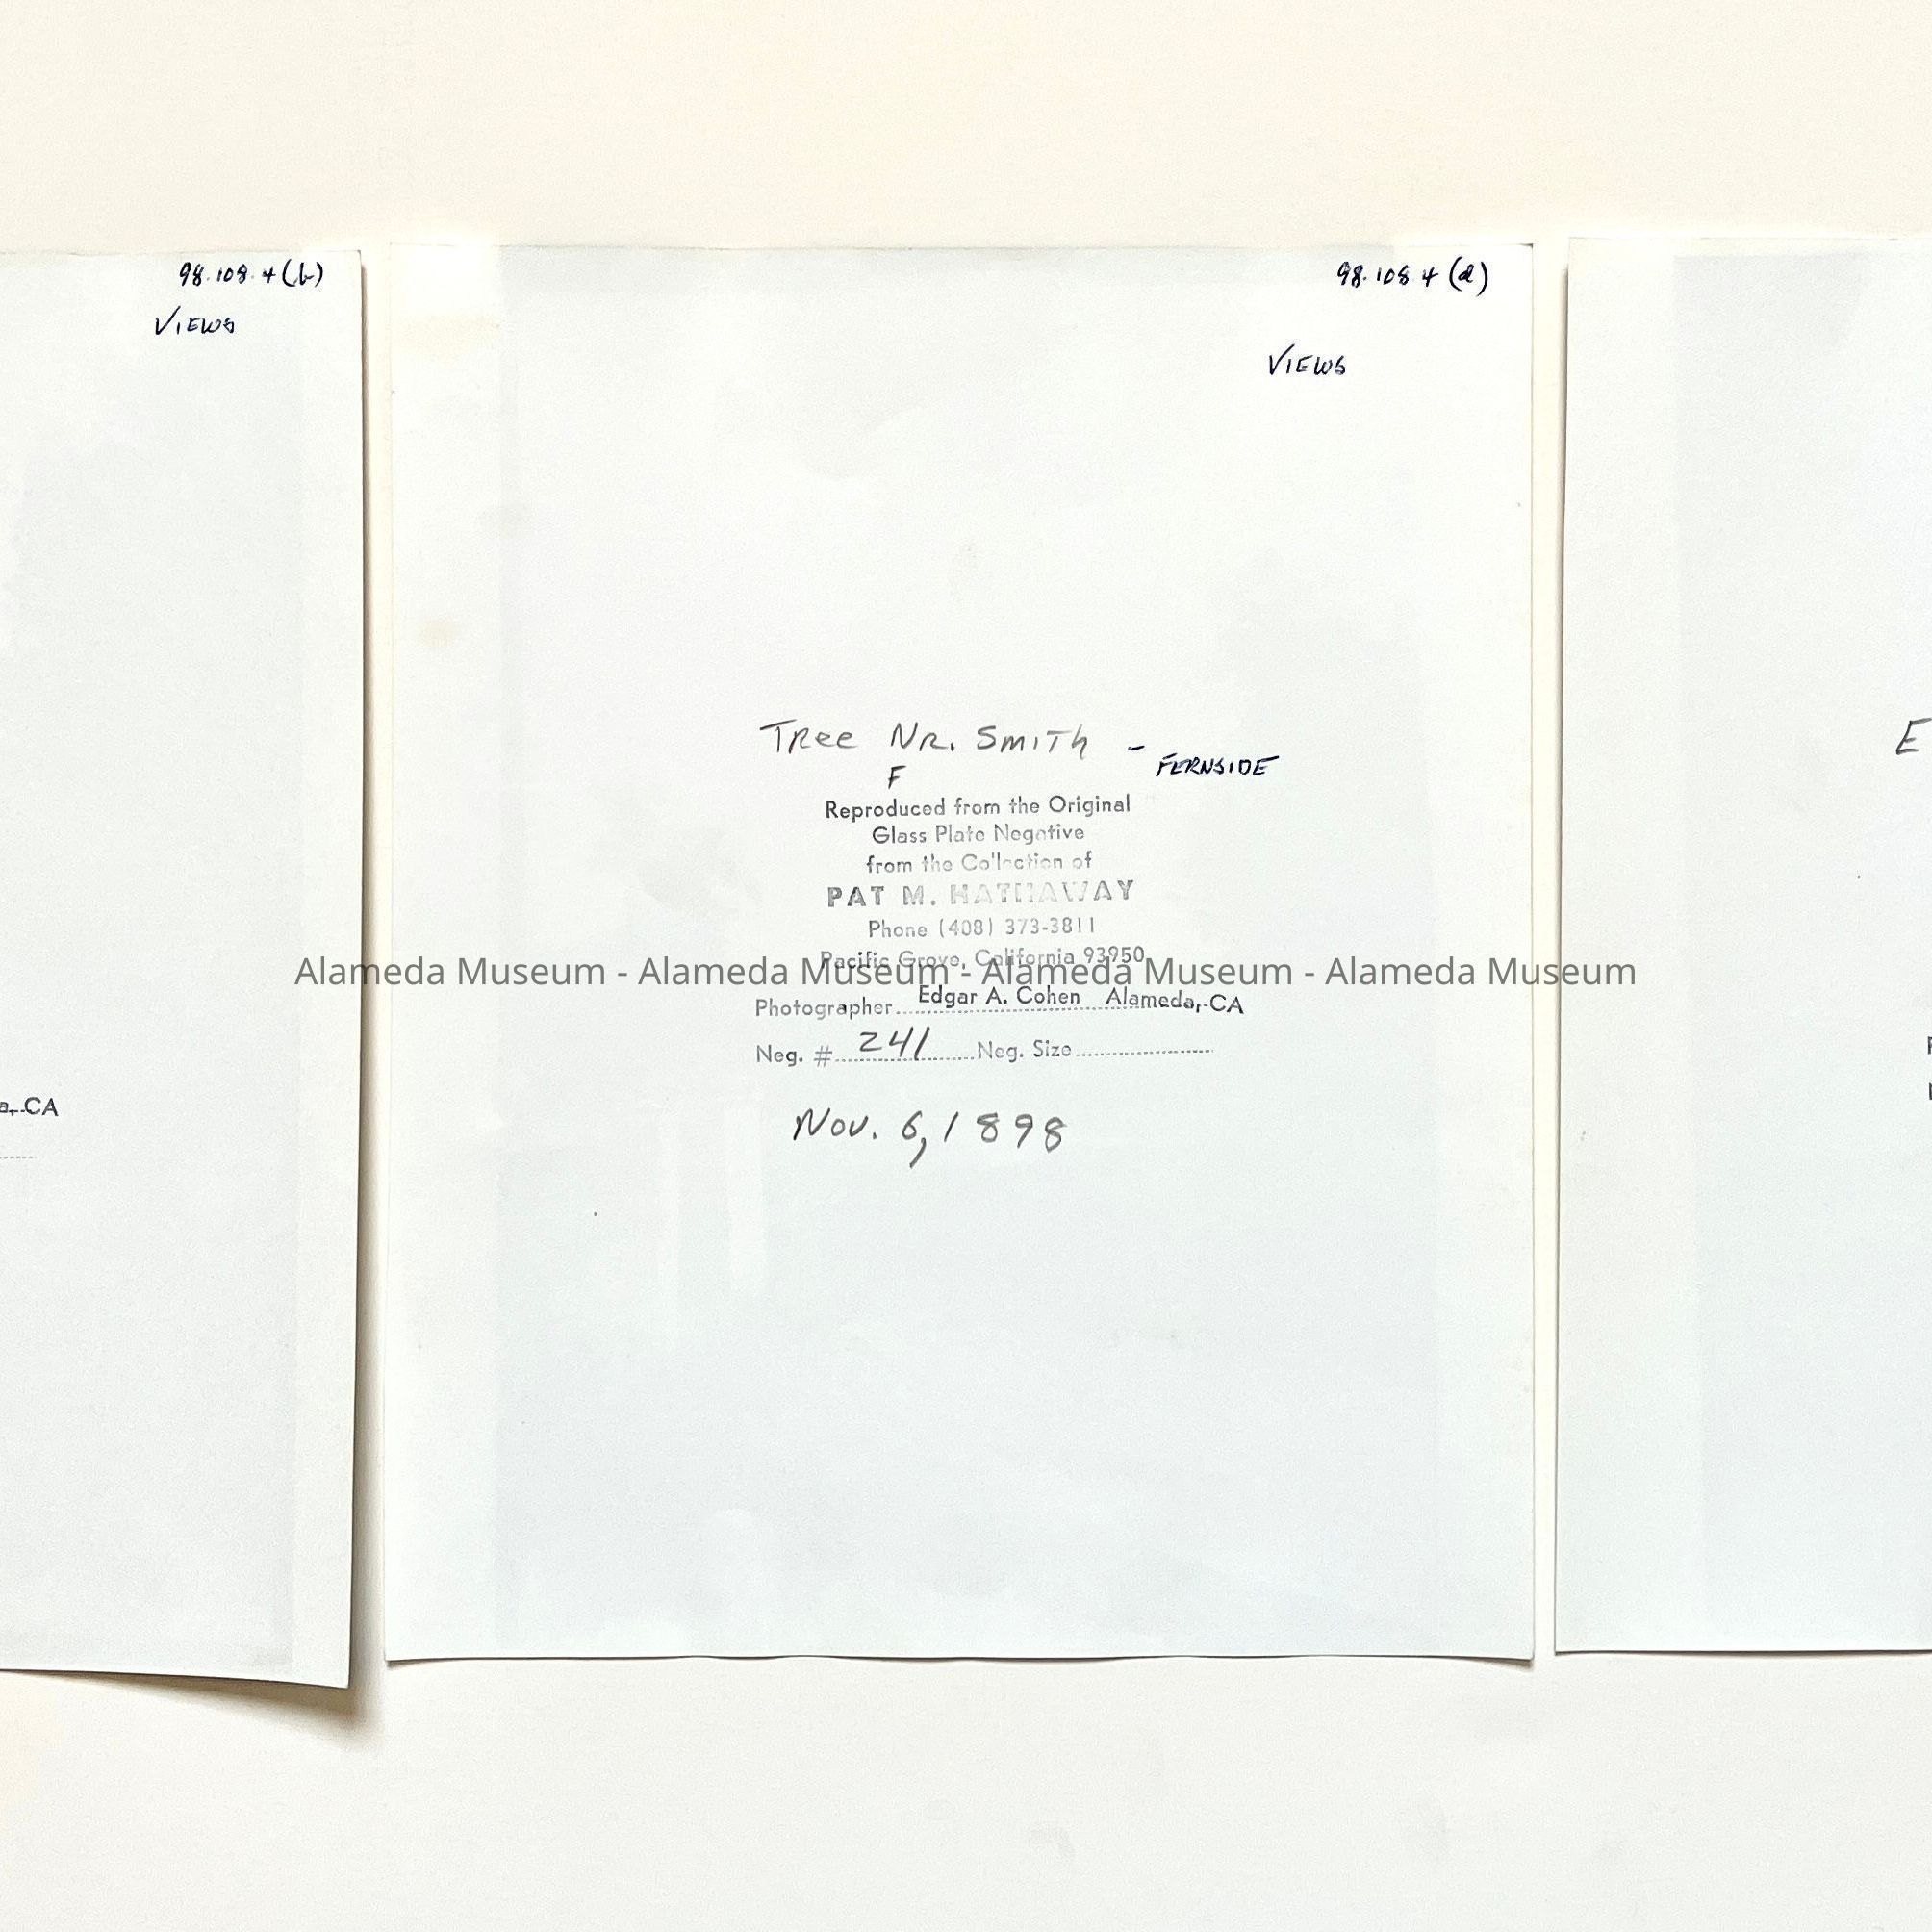 98.108.4(b)
VIEWS
a, CA
98.108 4 (a)
VIEWS
Tree Nr. Smith - FERNSIDE
F
Reproduced from the Original
Glass Plate Negative
from the Collection of
PAT M. HATHAWAY
Phone (408) 373-3811
Pacific Grove, California 93950
Photographer Edgar A. Cohen Alameda, CA
Neg. # 241 Neg. Size
Nov. 6, 1898
E
Alameda Museum - Alameda Museum - Alameda Museum - Alameda Museum